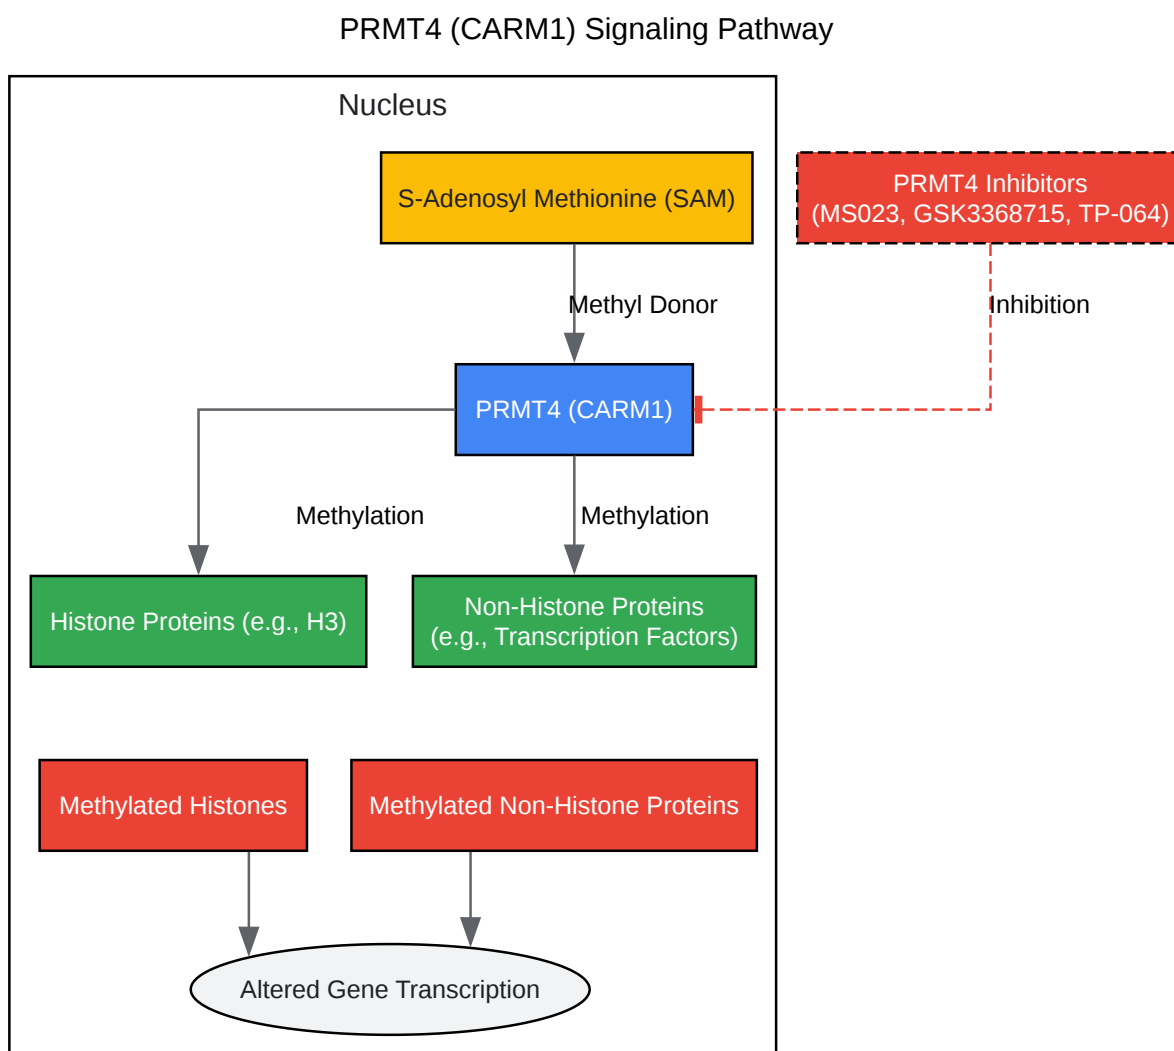 PRMT4 (CARM1) Signaling Pathway
Nucleus
S-Adenosyl Methionine (SAM)
PRMT4 Inhibitors
(MS023, GSK3368715, TP-064)
Methyl Donor
Inhibition
PRMT4 (CARM1)
Methylation
Methylation
Histone Proteins (e.g., H3)
Non-Histone Proteins
(e.g., Transcription Factors)
Methylated Histones
Methylated Non-Histone Proteins
Altered Gene Transcription